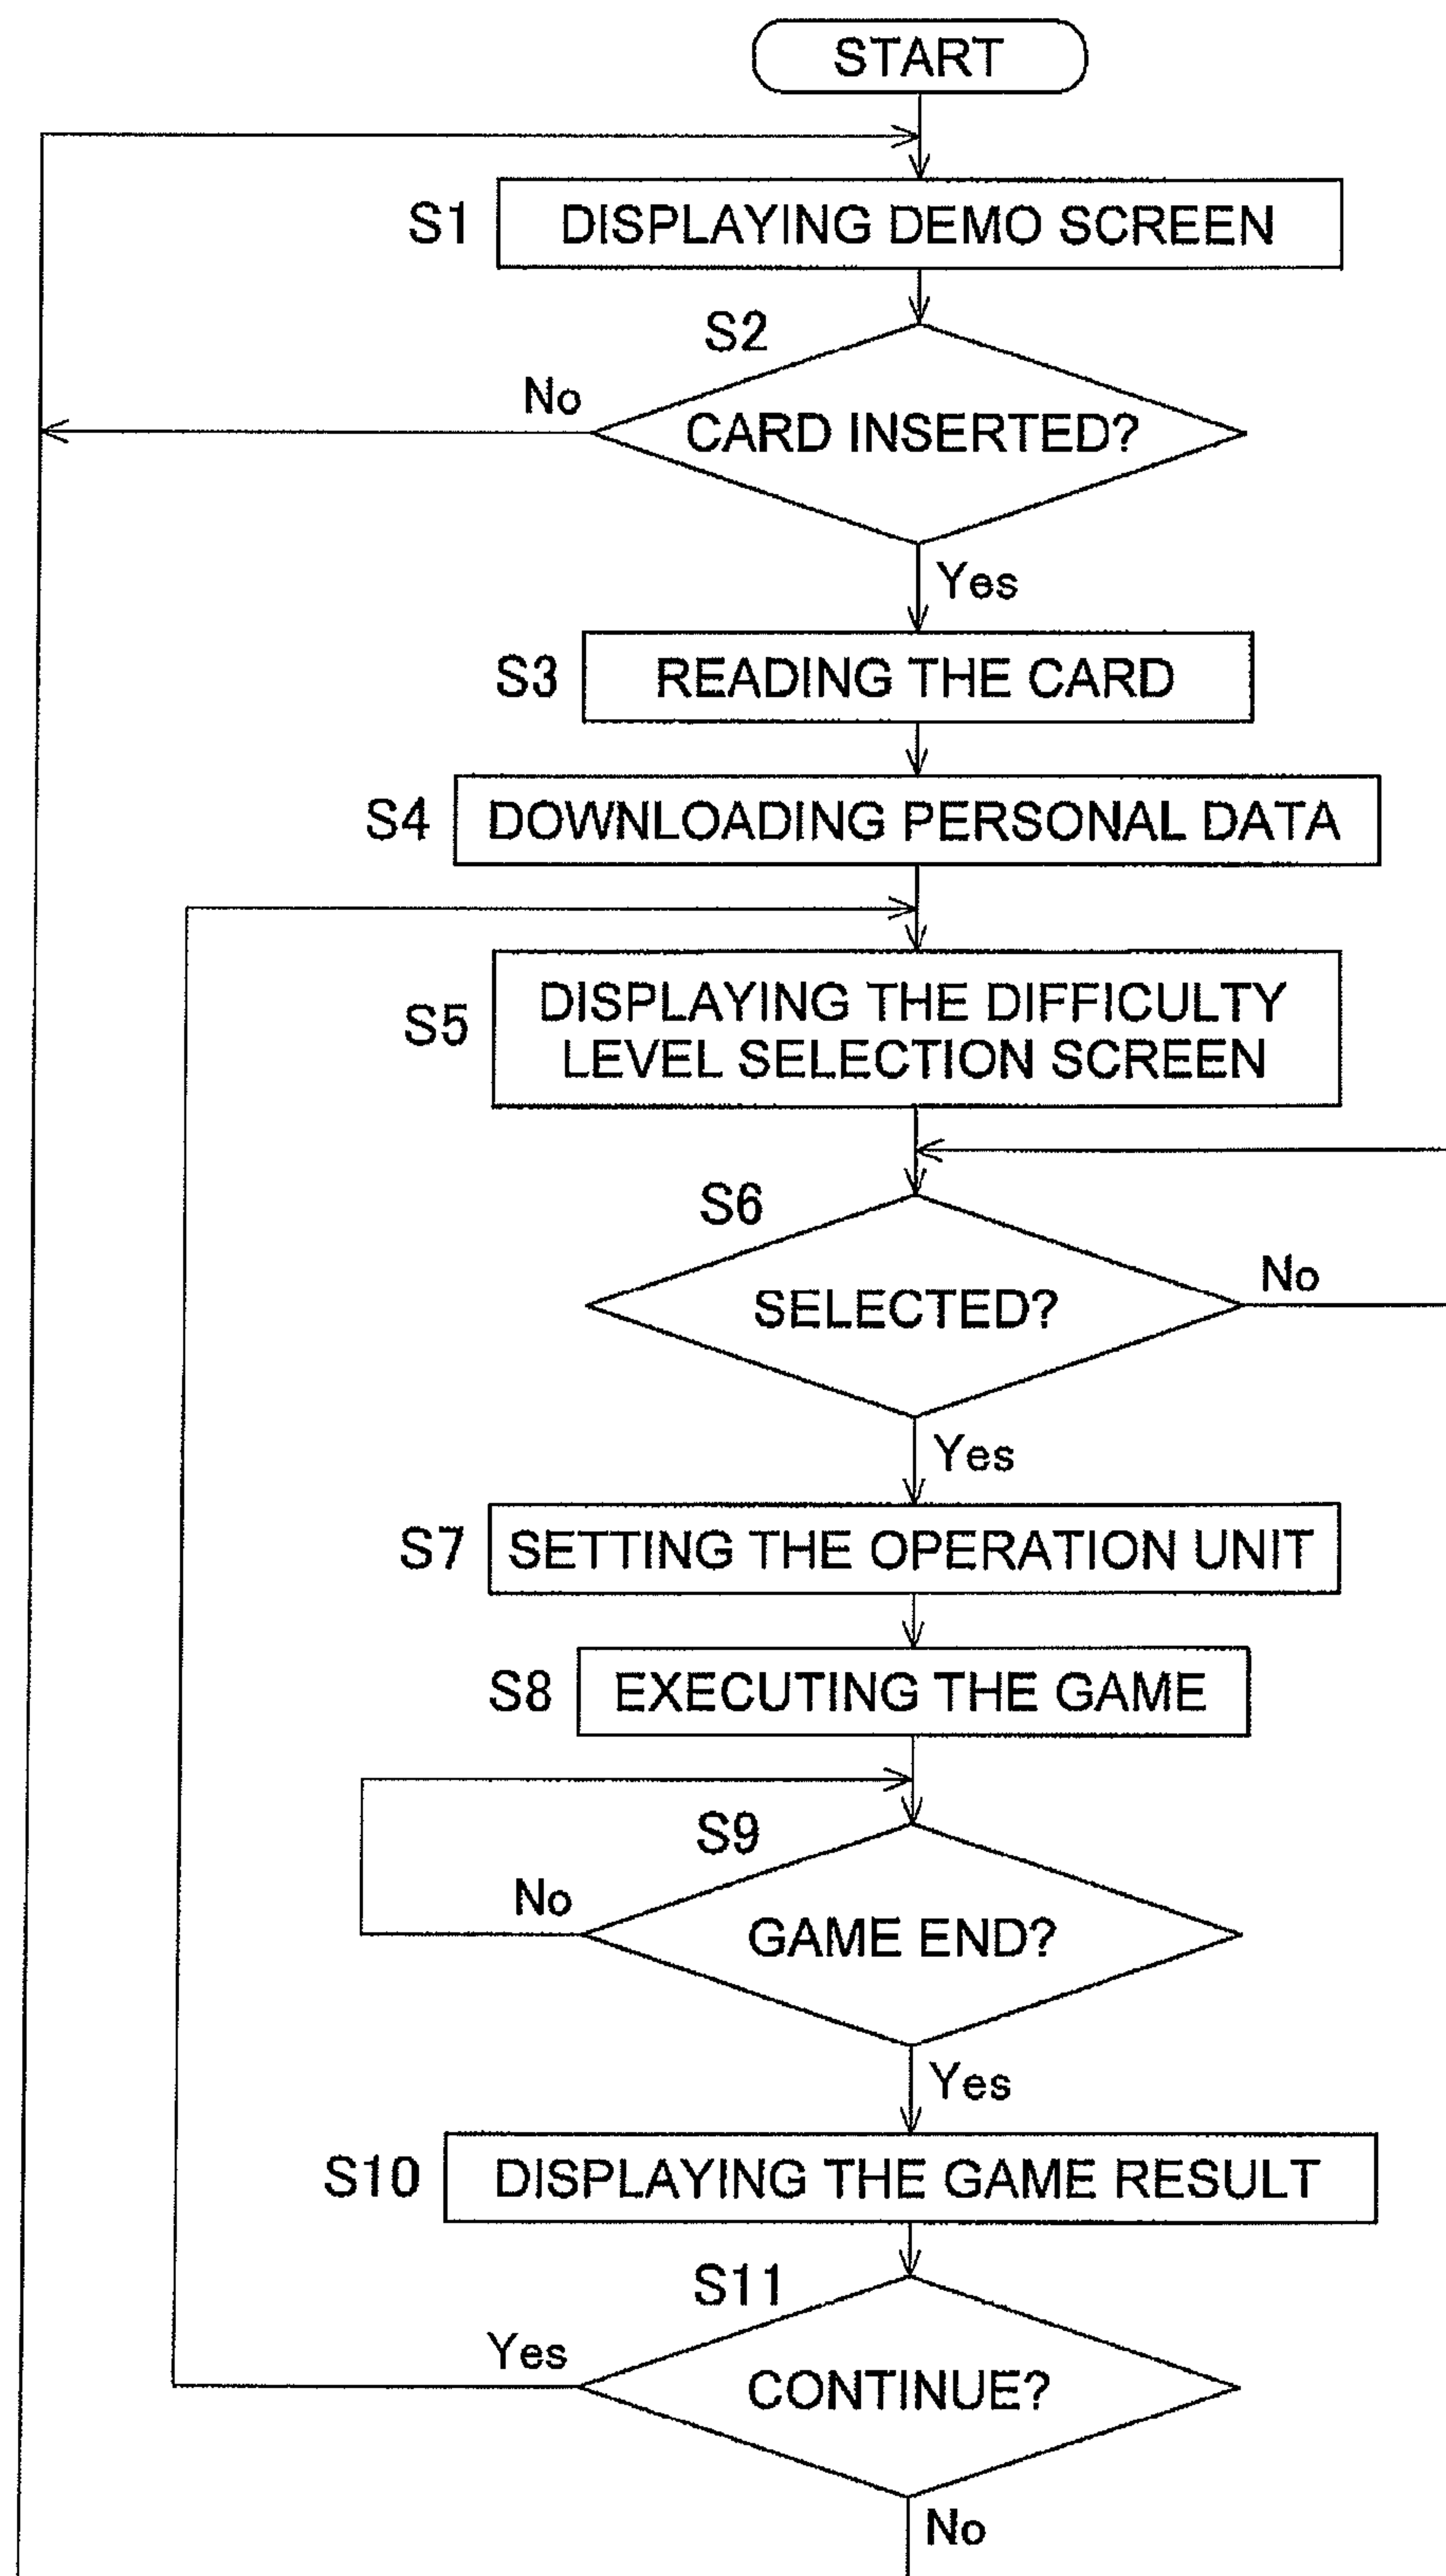 START
S1 DISPLAYING DEMO SCREEN
S2
No
CARD INSERTED?
Yes
S3 READING THE CARD
S4 DOWNLOADING PERSONAL DATA
S5 DISPLAYING THE DIFFICULTY
LEVEL SELECTION SCREEN
S6
No
SELECTED?
Yes
S7 SETTING THE OPERATION UNIT
S8 EXECUTING THE GAME
S9
No
GAME END?
Yes
S10 DISPLAYING THE GAME RESULT
S11
Yes
CONTINUE?
No